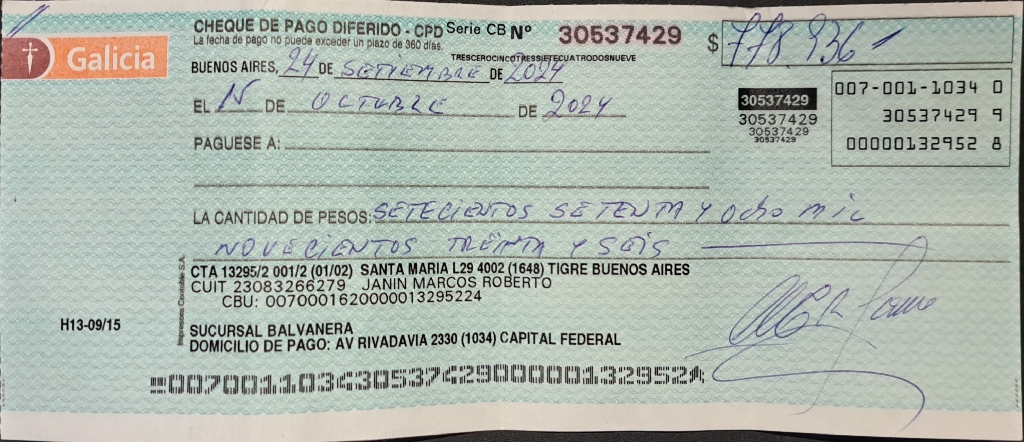 CHEQUE DE PAGO DIFERIDO - CPD Serie CB Nº 30537429 $ 778.936
La fecha de pago no puede exceder un plazo de 360 días.
Galicia
TRESCEROCINCOTRESSIETECUATRODOSNUEVE
BUENOS AIRES, 24 DE SETIEMBRE DE 2024
007-001-1034 0
30537429
30537429 9
EL DE OCTUBRE DE 2024
30537429
30537429
30537429
00000132952 8
PAGUESE A:
LA CANTIDAD DE PESOS: SETECIENTOS SETENTA Y OCHO MIL
NOVECIENTOS TREINTA Y SEIS
CTA 13295/2 001/2 (01/02) SANTA MARIA L29 4002 (1648) TIGRE BUENOS AIRES
CUIT 23083266279 JANIN MARCOS ROBERTO
CBU: 0070001620000013295224
H13-09/15
SUCURSAL BALVANERA
DOMICILIO DE PAGO: AV RIVADAVIA 2330 (1034) CAPITAL FEDERAL